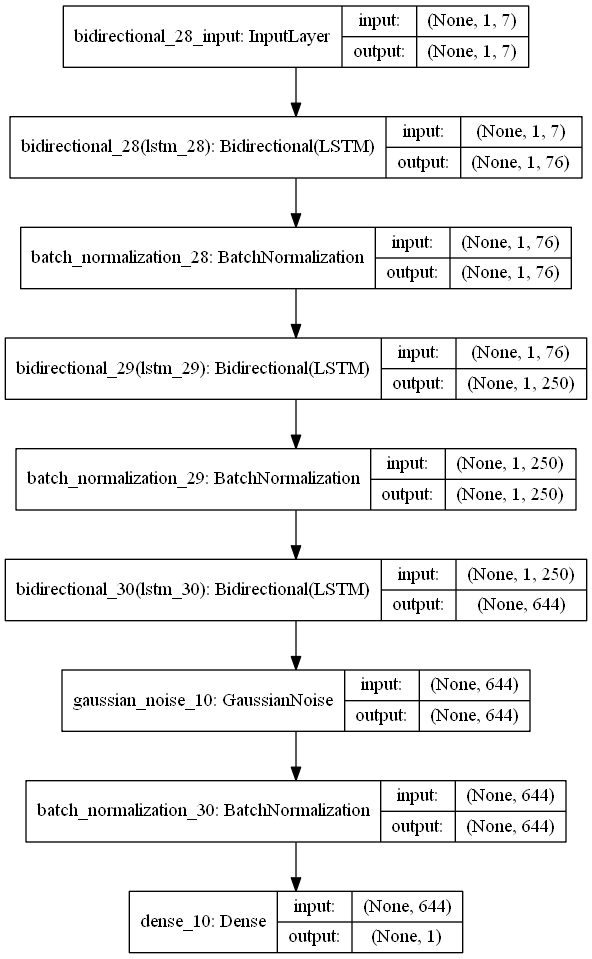 bidirectional_28_input: InputLayer input: (None, 1, 7)
output: (None, 1, 7)
bidirectional_28(lstm_28): Bidirectional(LSTM) input: (None, 1, 7)
output: (None, 1, 76)
batch_normalization_28: BatchNormalization input: (None, 1, 76)
output: (None, 1, 76)
bidirectional_29(lstm_29): Bidirectional(LSTM) input: (None, 1, 76)
output: (None, 1, 250)
batch_normalization_29: BatchNormalization input: (None, 1, 250)
output: (None, 1, 250)
bidirectional_30(lstm_30): Bidirectional(LSTM) input: (None, 1, 250)
output: (None, 644)
gaussian_noise_10: GaussianNoise input: (None, 644)
output: (None, 644)
batch_normalization_30: BatchNormalization input: (None, 644)
output: (None, 644)
dense_10: Dense input: (None, 644)
output: (None, 1)